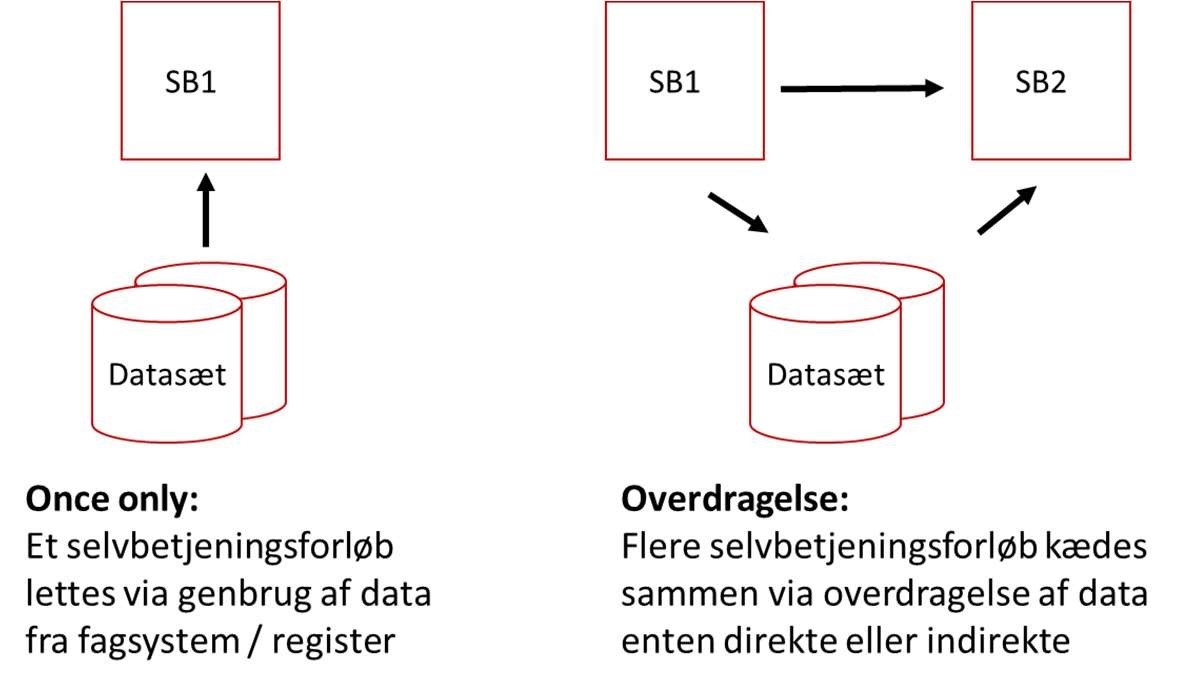 SB1
Datasæt
Once only:
Et selvbetjeningsforløb
lettes via genbrug af data
fra fagsystem / register
SB1
SB2
Datasæt
Overdragelse:
Flere selvbetjeningsforløb kædes
sammen via overdragelse af data
enten direkte eller indirekte